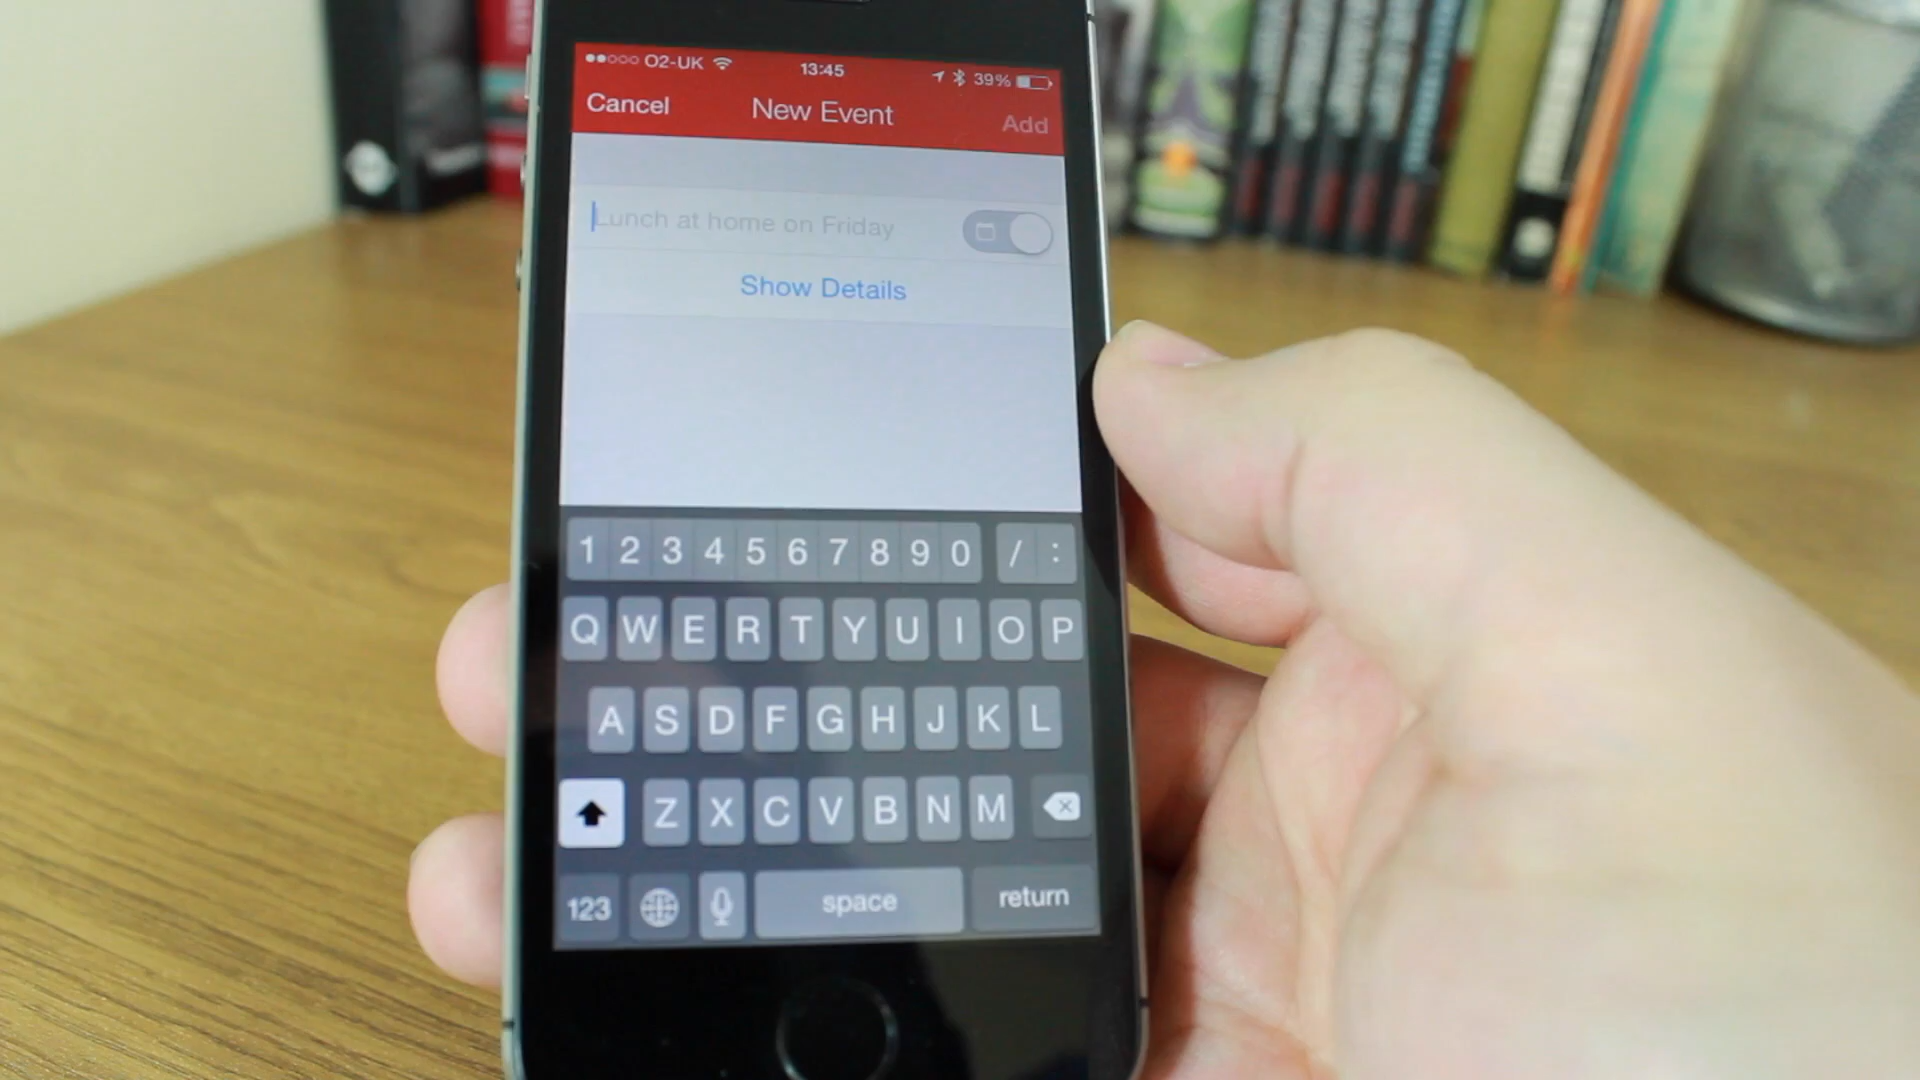 O2-UK 13:45 39%
Cancel New Event Add
Lunch at home on Friday
Show Details
1 2 3 4 5 6 7 8 9 0 / :
Q W E R T Y U I O P
A S D F G H J K L
Z X C V B N M
123 space return